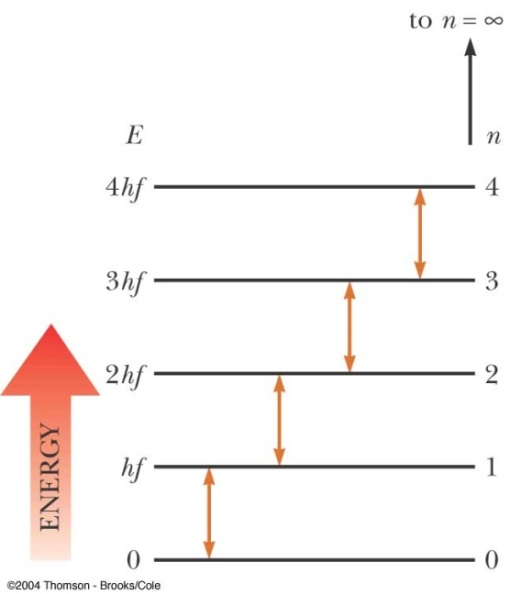 to n = ∞
E n
4hf 4
3hf 3
2hf 2
hf 1
0 0
ENERGY
©2004 Thomson - Brooks/Cole